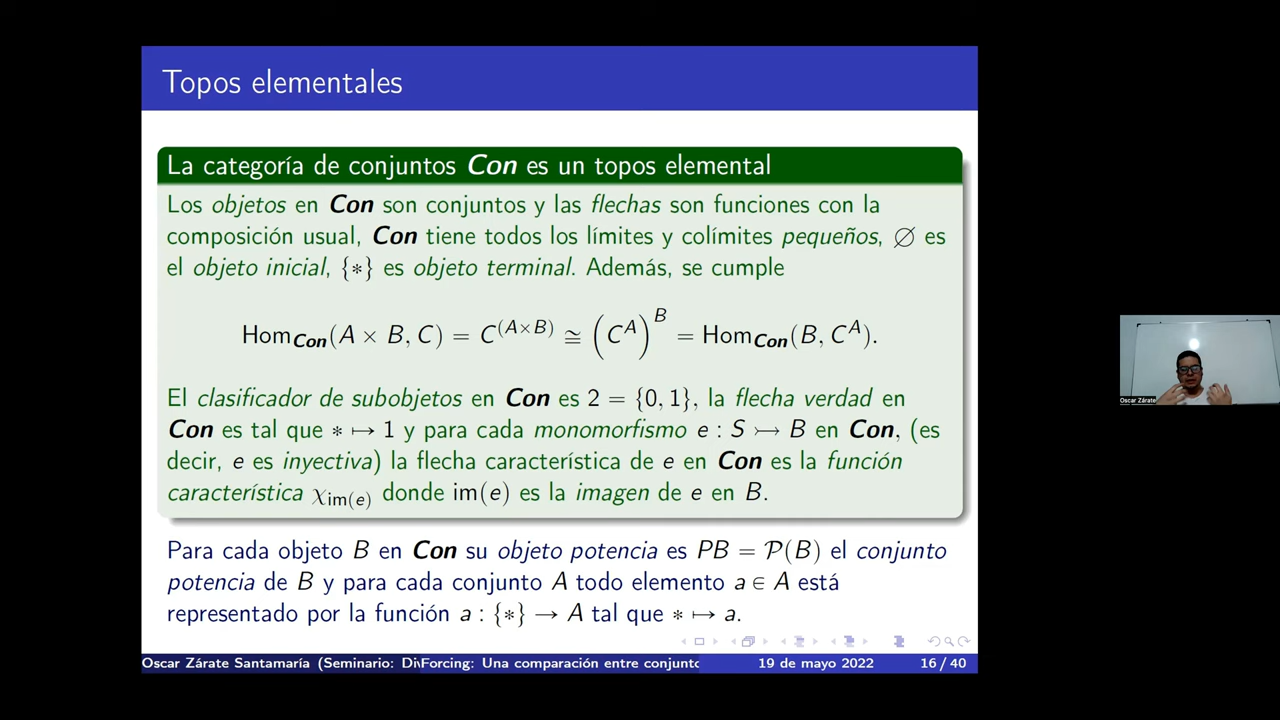 Topos elementales
La categoría de conjuntos Con es un topos elemental
Los objetos en Con son conjuntos y las flechas son funciones con la
composición usual, Con tiene todos los límites y colímites pequeños, ∅ es
el objeto inicial, {∗} es objeto terminal. Además, se cumple
Hom_Con(A × B, C) = C^(A×B) ≅ (C^A)^B = Hom_Con(B, C^A).
El clasificador de subobjetos en Con es 2 = {0, 1}, la flecha verdad en
Con es tal que ∗ ↦ 1 y para cada monomorfismo e : S ↣ B en Con, (es
decir, e es inyectiva) la flecha característica de e en Con es la función
característica χ_im(e) donde im(e) es la imagen de e en B.
Para cada objeto B en Con su objeto potencia es PB = 𝒫(B) el conjunto
potencia de B y para cada conjunto A todo elemento a ∈ A está
representado por la función a : {∗} → A tal que ∗ ↦ a.
Oscar Zárate Santamaría (Seminario: Di Forcing: Una comparación entre conjunto 19 de mayo 2022 16 / 40
Oscar Zárate